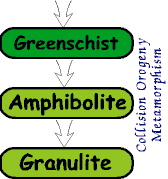 Greenschist
Amphibolite
Granulite
Collision Orogeny
Metamorphism